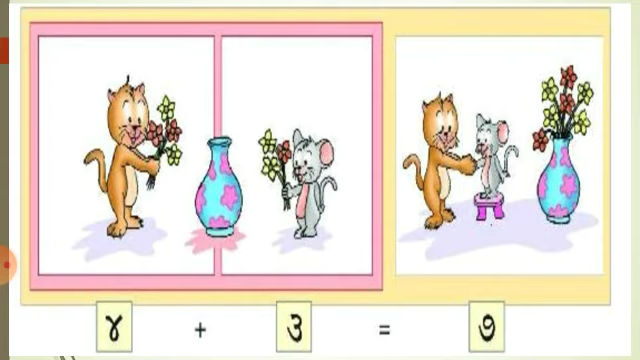 ୪ + ୩ = ୭